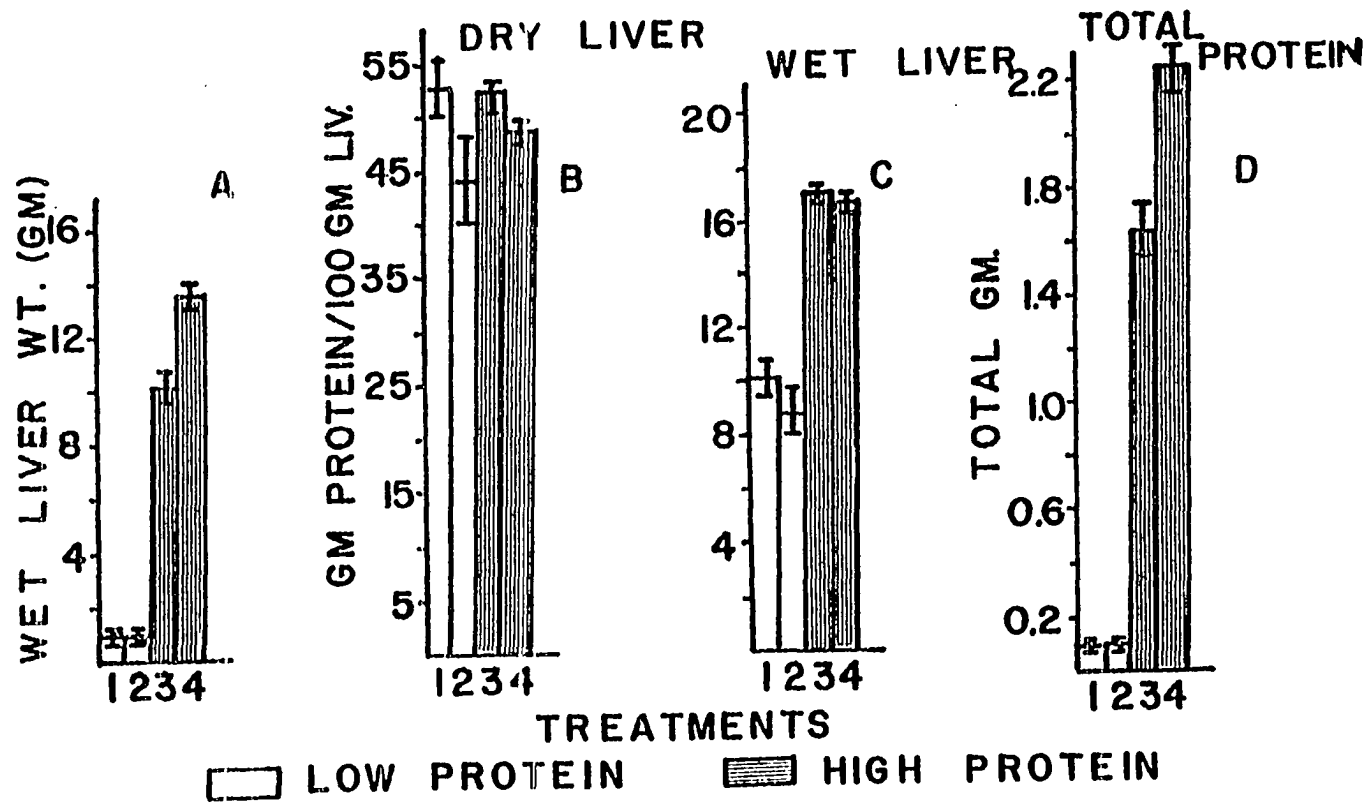 TOTAL
PROTEIN
DRY LIVER
WET LIVER
A
B
C
D
WET LIVER WT. (GM)
16
12
8
4
1234
GM PROTEIN/100 GM LIV.
55
45
35
25
15
5
1234
20
16
12
8
4
1234
TOTAL GM.
2.2
1.8
1.4
1.0
0.6
0.2
1234
TREATMENTS
LOW PROTEIN
HIGH PROTEIN